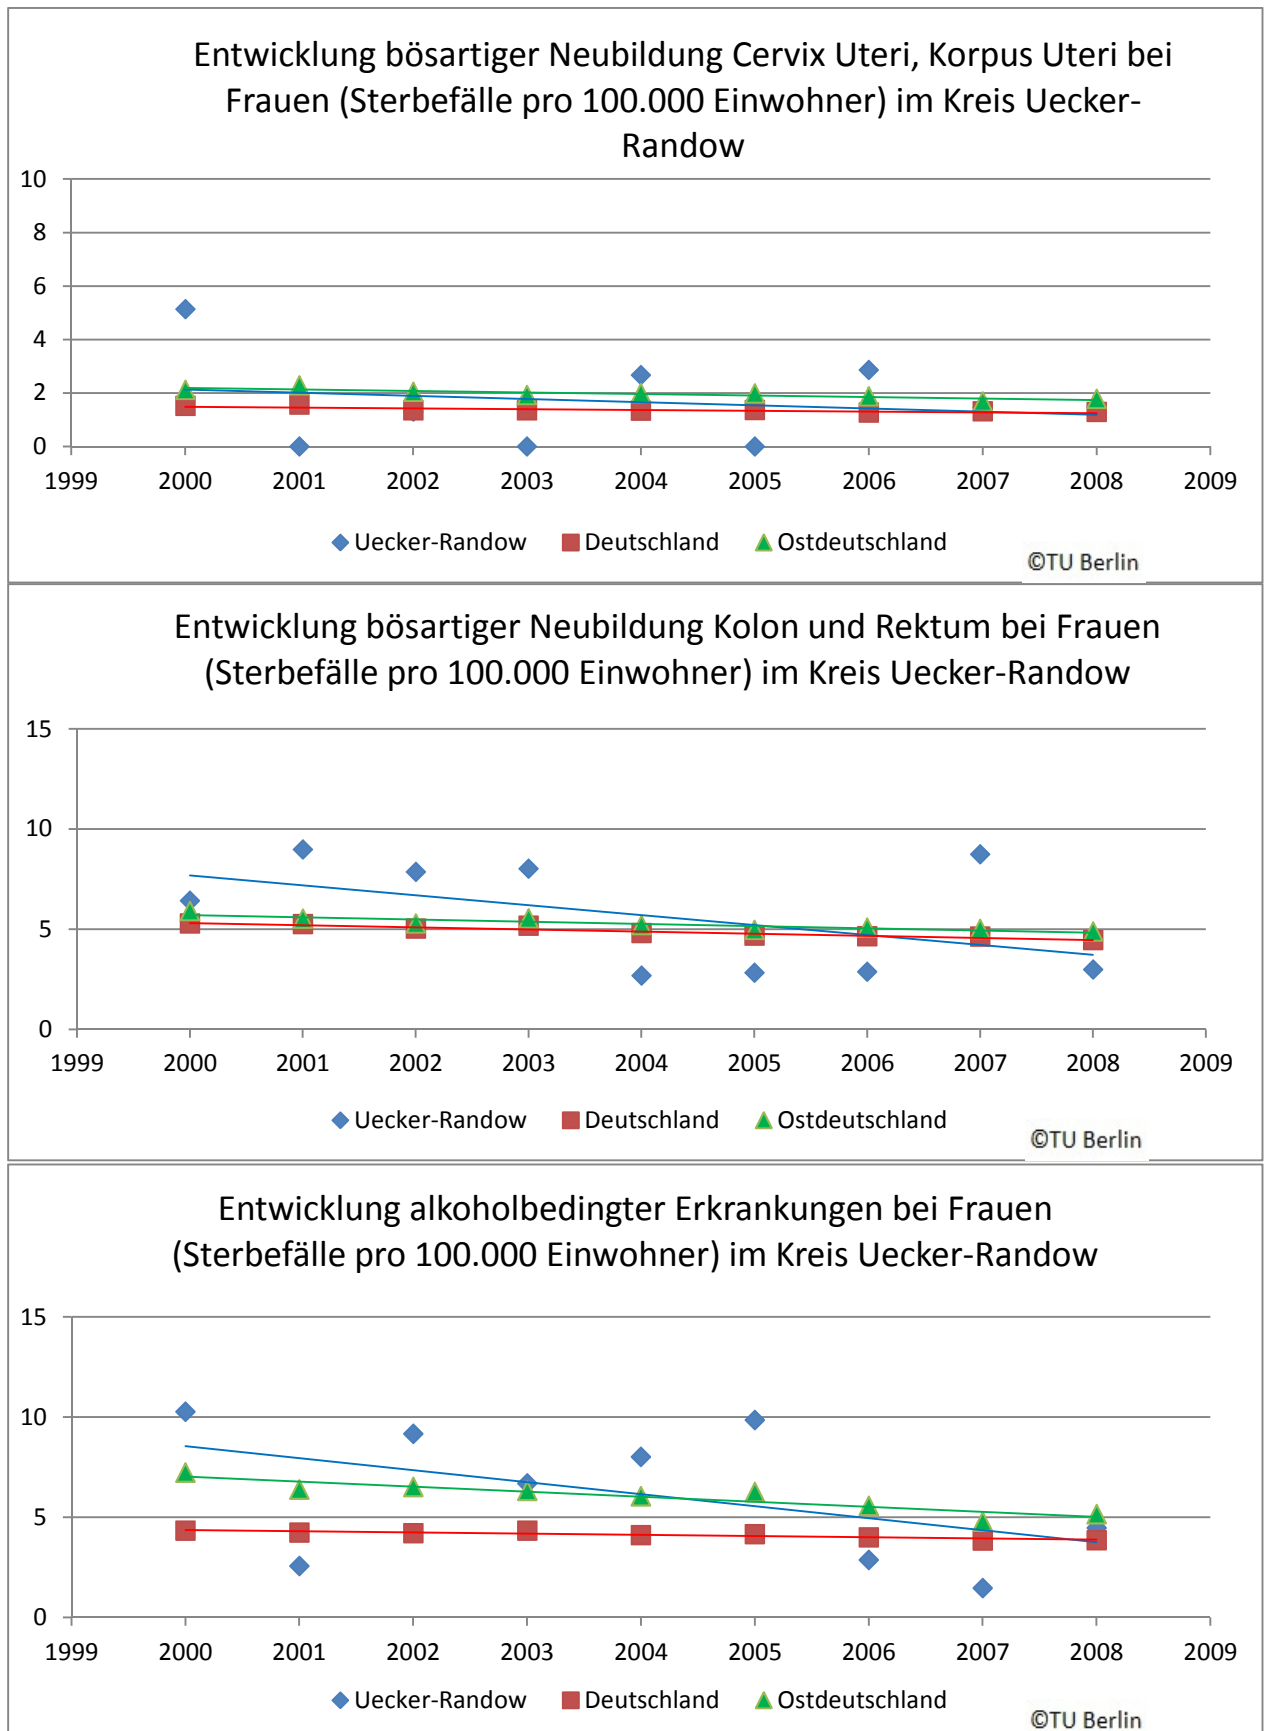 Entwicklung bösartiger Neubildung Cervix Uteri, Korpus Uteri bei
Frauen (Sterbefälle pro 100.000 Einwohner) im Kreis Uecker-
Randow
10
8
6
4
2
0
1999 2000 2001 2002 2003 2004 2005 2006 2007 2008 2009
Uecker-Randow Deutschland Ostdeutschland
©TU Berlin
Entwicklung bösartiger Neubildung Kolon und Rektum bei Frauen
(Sterbefälle pro 100.000 Einwohner) im Kreis Uecker-Randow
15
10
5
0
1999 2000 2001 2002 2003 2004 2005 2006 2007 2008 2009
Uecker-Randow Deutschland Ostdeutschland
©TU Berlin
Entwicklung alkoholbedingter Erkrankungen bei Frauen
(Sterbefälle pro 100.000 Einwohner) im Kreis Uecker-Randow
15
10
5
0
1999 2000 2001 2002 2003 2004 2005 2006 2007 2008 2009
Uecker-Randow Deutschland Ostdeutschland
©TU Berlin